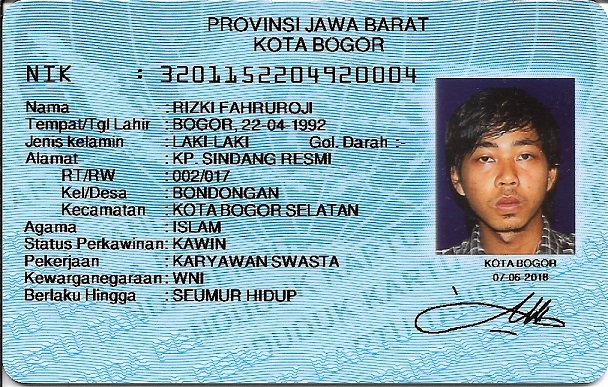 PROVINSI JAWA BARAT
KOTA BOGOR
NIK : 3201152204920004
Nama : RIZKI FAHRUROJI
Tempat/Tgl Lahir : BOGOR, 22-04-1992
Jenis kelamin : LAKI LAKI Gol. Darah :-
Alamat : KP. SINDANG RESMI
RT/RW : 002/017
Kel/Desa : BONDONGAN
Kecamatan : KOTA BOGOR SELATAN
Agama : ISLAM
Status Perkawinan: KAWIN
Pekerjaan : KARYAWAN SWASTA
Kewarganegaraan: WNI
Berlaku Hingga : SEUMUR HIDUP
KOTA BOGOR
07-06-2018